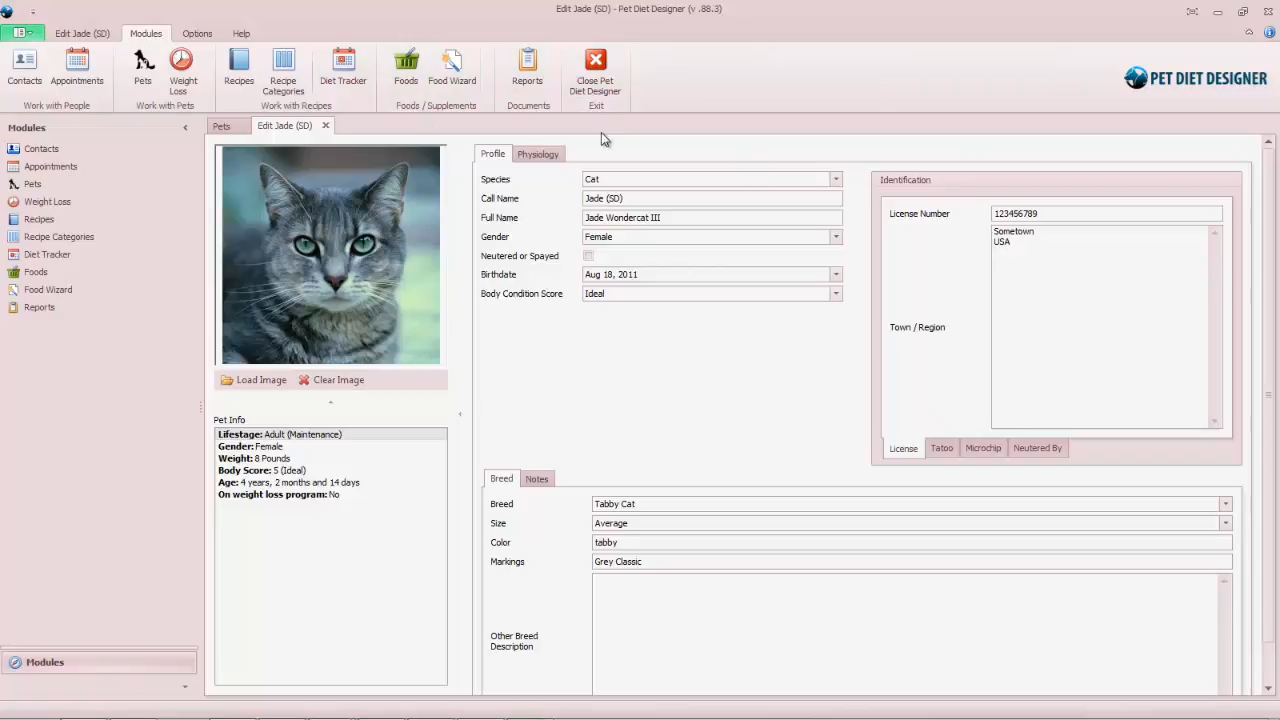 Edit Jade (SD) - Pet Diet Designer (v .88.3)
Edit Jade (SD) Modules Options Help
Contacts Appointments Pets Weight Loss Recipes Recipe Categories Diet Tracker Foods Food Wizard Reports Close Pet Diet Designer
Work with People Work with Pets Work with Recipes Foods / Supplements Documents Exit
PET DIET DESIGNER
Modules
Contacts
Appointments
Pets
Weight Loss
Recipes
Recipe Categories
Diet Tracker
Foods
Food Wizard
Reports
Modules
Pets Edit Jade (SD)
Load Image Clear Image
Pet Info
Lifestage: Adult (Maintenance)
Gender: Female
Weight: 8 Pounds
Body Score: 5 (Ideal)
Age: 4 years, 2 months and 14 days
On weight loss program: No
Profile Physiology
Species Cat
Call Name Jade (SD)
Full Name Jade Wondercat III
Gender Female
Neutered or Spayed
Birthdate Aug 18, 2011
Body Condition Score Ideal
Identification
License Number 123456789
Sometown
USA
Town / Region
License Tatoo Microchip Neutered By
Breed Notes
Breed Tabby Cat
Size Average
Color tabby
Markings Grey Classic
Other Breed
Description